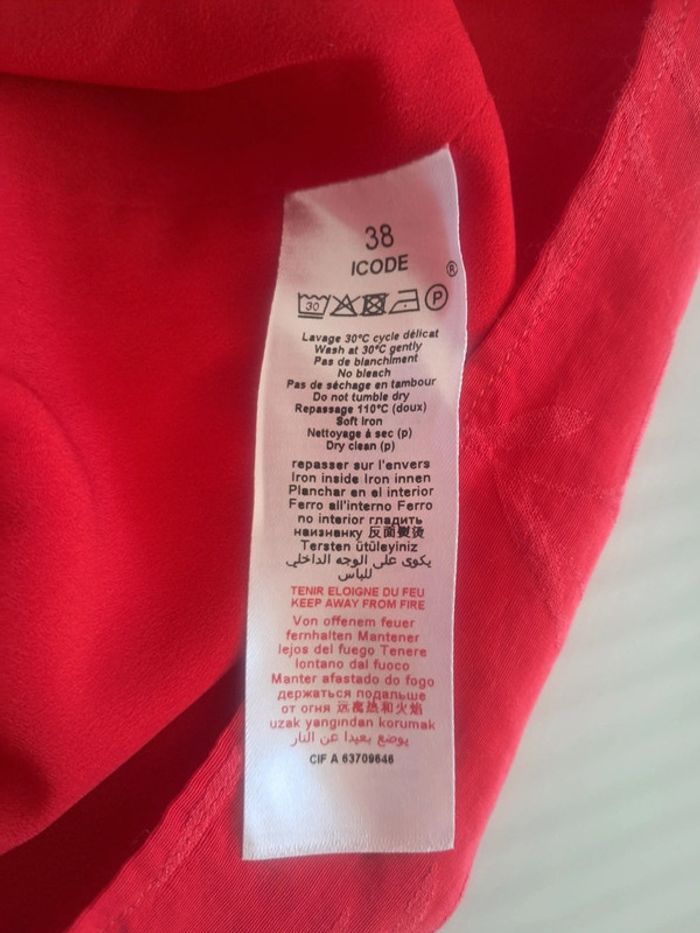 38
ICODE ®
30 P
Lavage 30°C cycle délicat
Wash at 30°C gently
Pas de blanchiment
No bleach
Pas de séchage en tambour
Do not tumble dry
Repassage 110°C (doux)
Soft iron
Nettoyage à sec (p)
Dry clean (p)
repasser sur l'envers
Iron inside Iron innen
Planchar en el interior
Ferro all'interno Ferro
no interior гладить
наизнанку 反面熨烫
Tersten ütüleyiniz
يكوى على الوجه الداخلي
للباس
TENIR ELOIGNE DU FEU
KEEP AWAY FROM FIRE
Von offenem feuer
fernhalten Mantener
lejos del fuego Tenere
lontano dal fuoco
Manter afastado do fogo
держаться подальше
от огня 远离热和火焰
uzak yangından korumak
يوضع بعيدا عن النار
CIF A 63709646